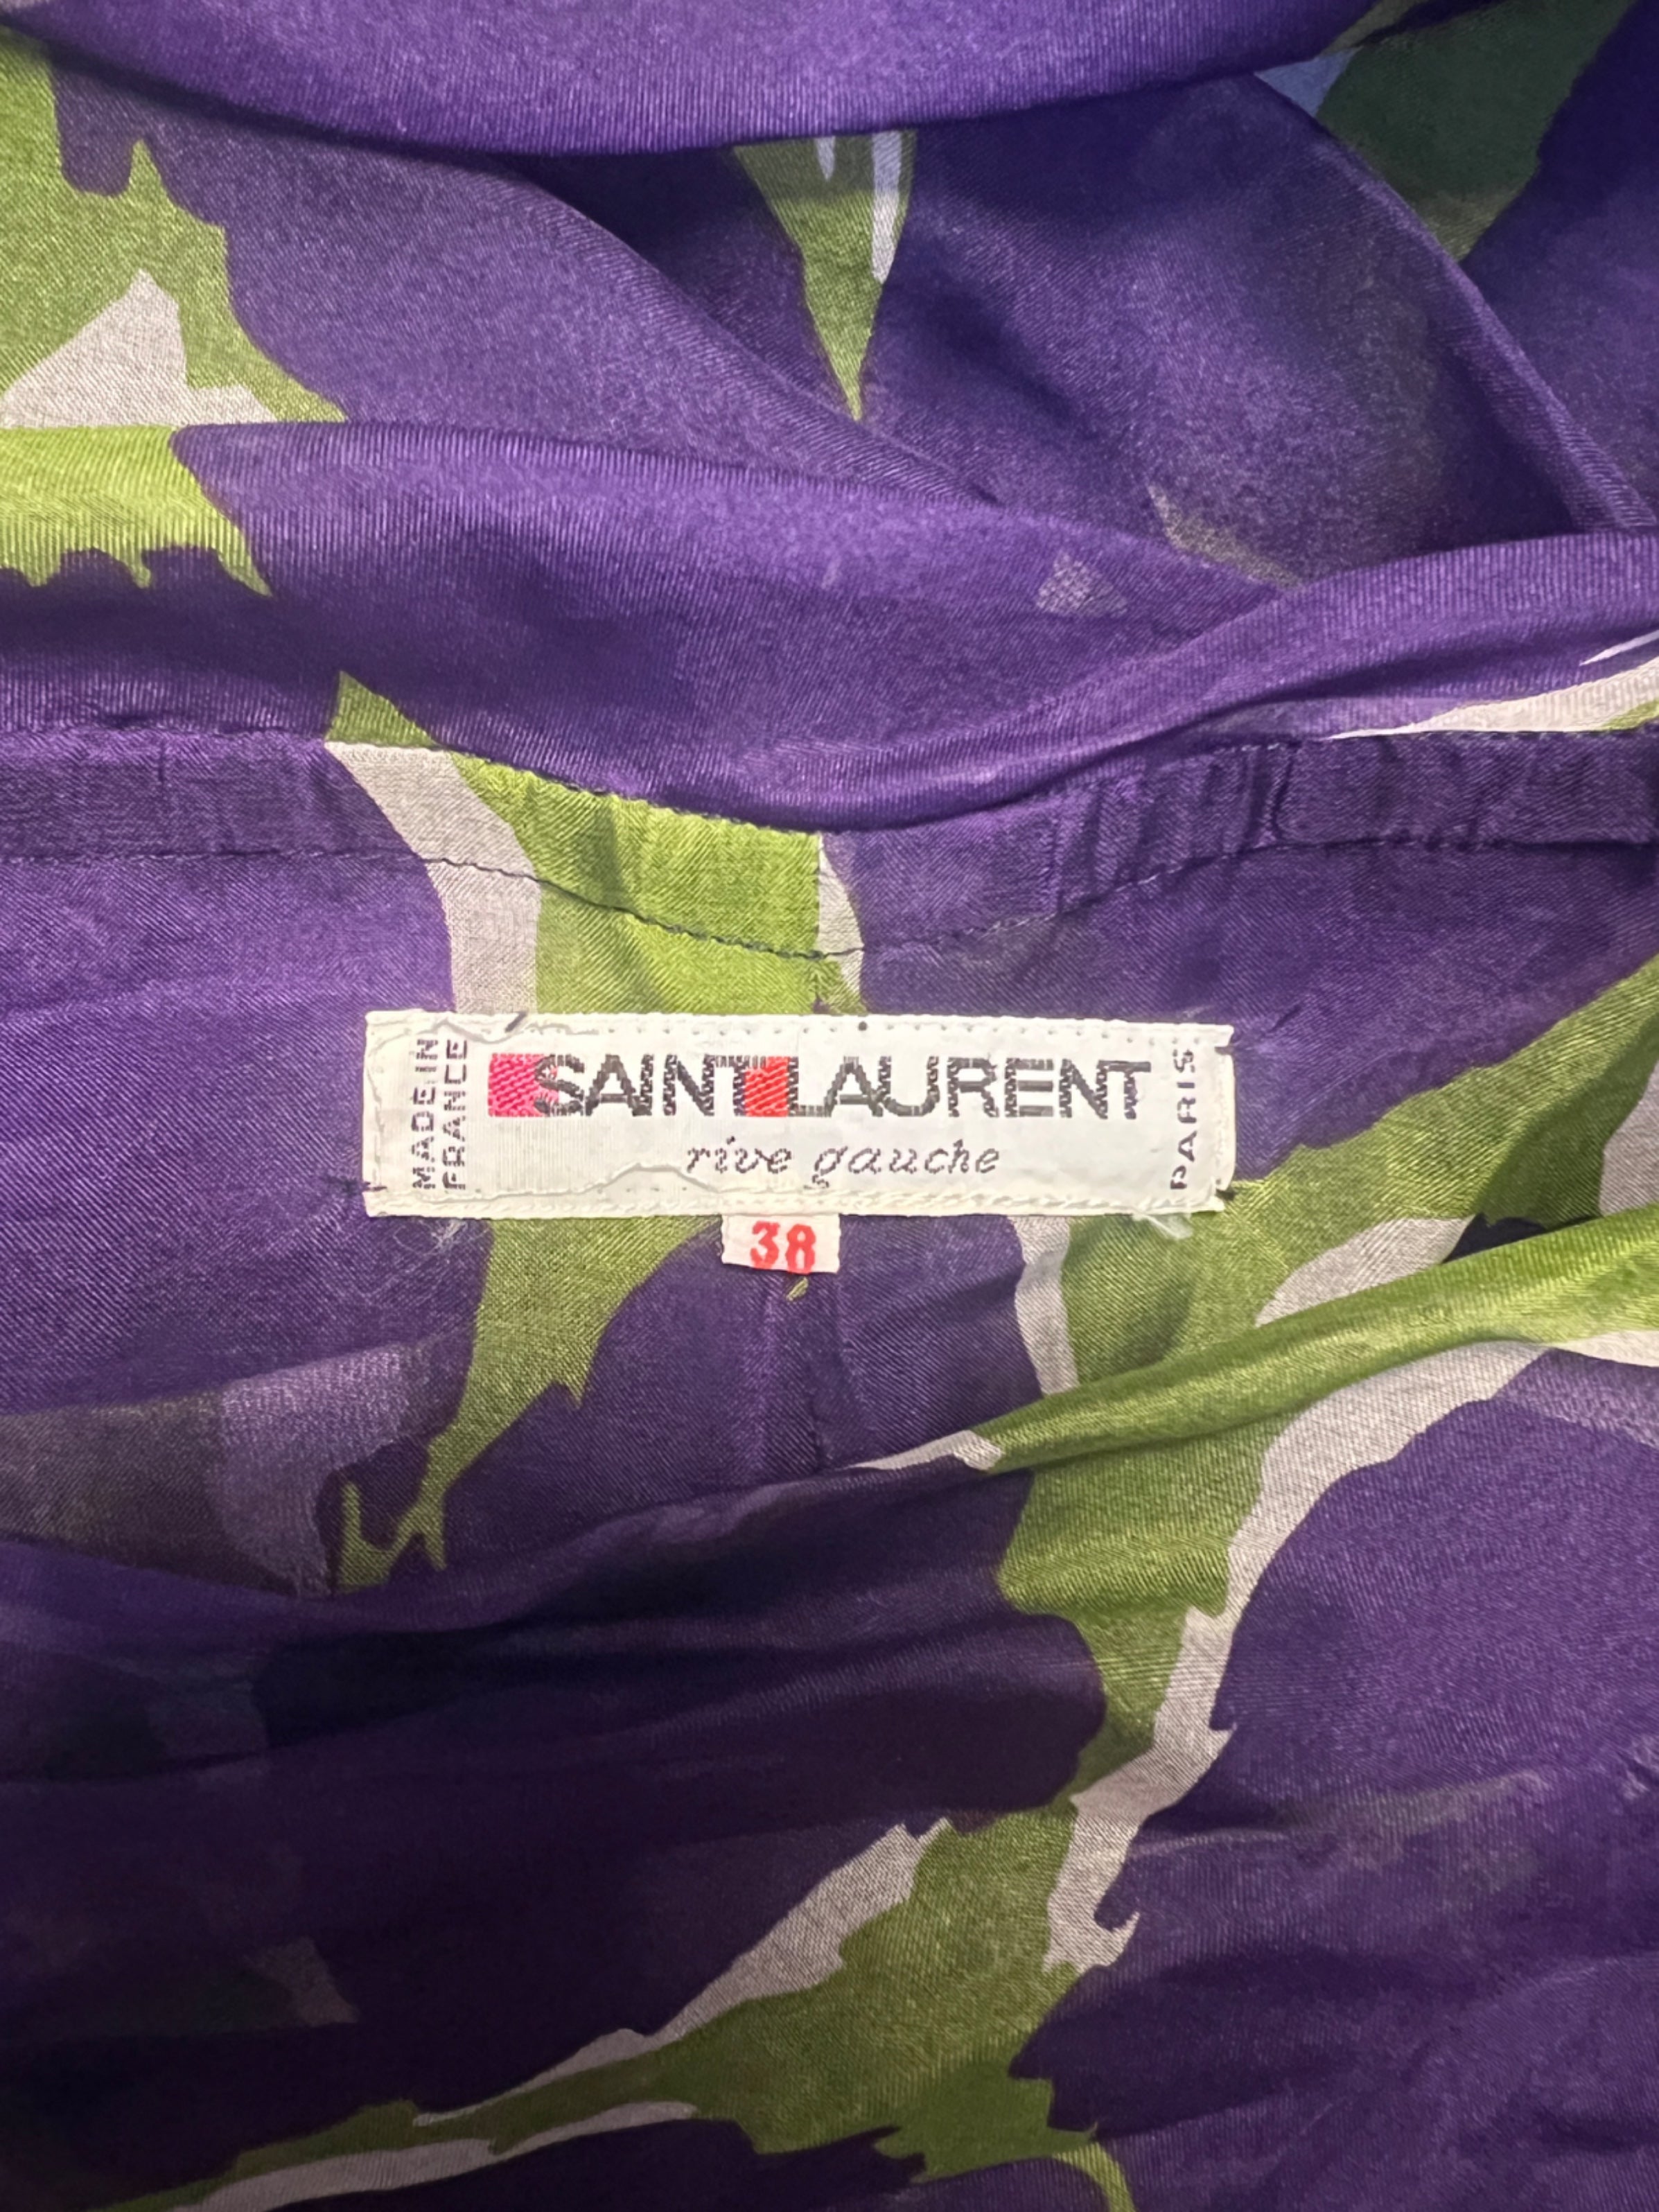 MADE IN
FRANCE
SAINT LAURENT
rive gauche
PARIS
38